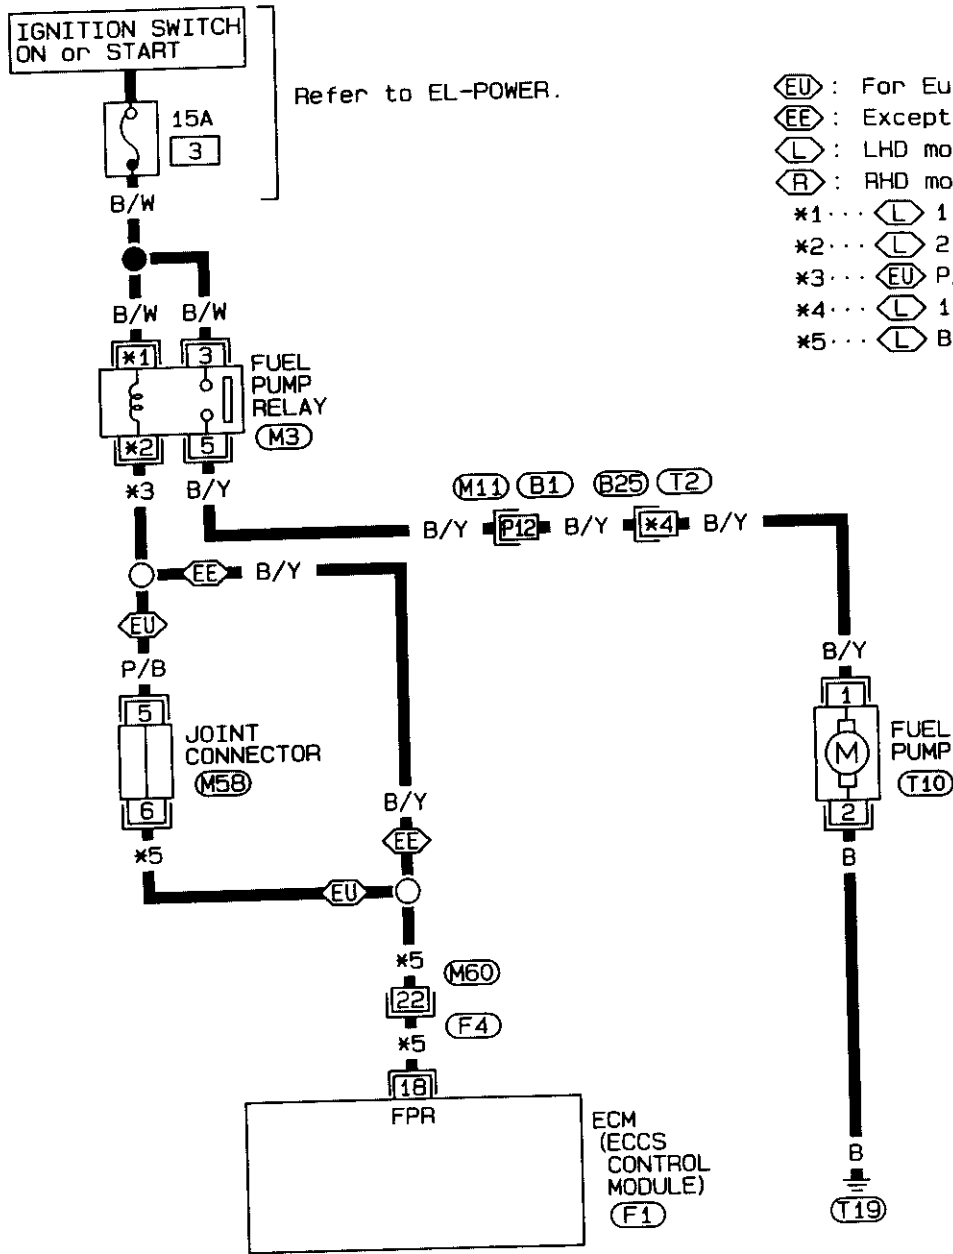 IGNITION SWITCH
ON or START
Refer to EL-POWER.
15A
3
B/W
B/W B/W
*1 3
FUEL
PUMP
RELAY
M3
*2 5
*3 B/Y
EU : For
EE : Except
L : LHD
R : RHD
*1··· L 1
*2··· L 2
*3··· EU
*4··· L 1
*5··· L B
M11 B1 B25 T2
B/Y P12 B/Y *4 B/Y
EE B/Y
EU
P/B
5
JOINT
CONNECTOR
M58
6
*5
B/Y
EE
EU
B/Y
1
M
FUEL
PUMP
T10
2
B
*5
M60
22
F4
*5
18
FPR
ECM
(ECCS
CONTROL
MODULE)
F1
B
T19